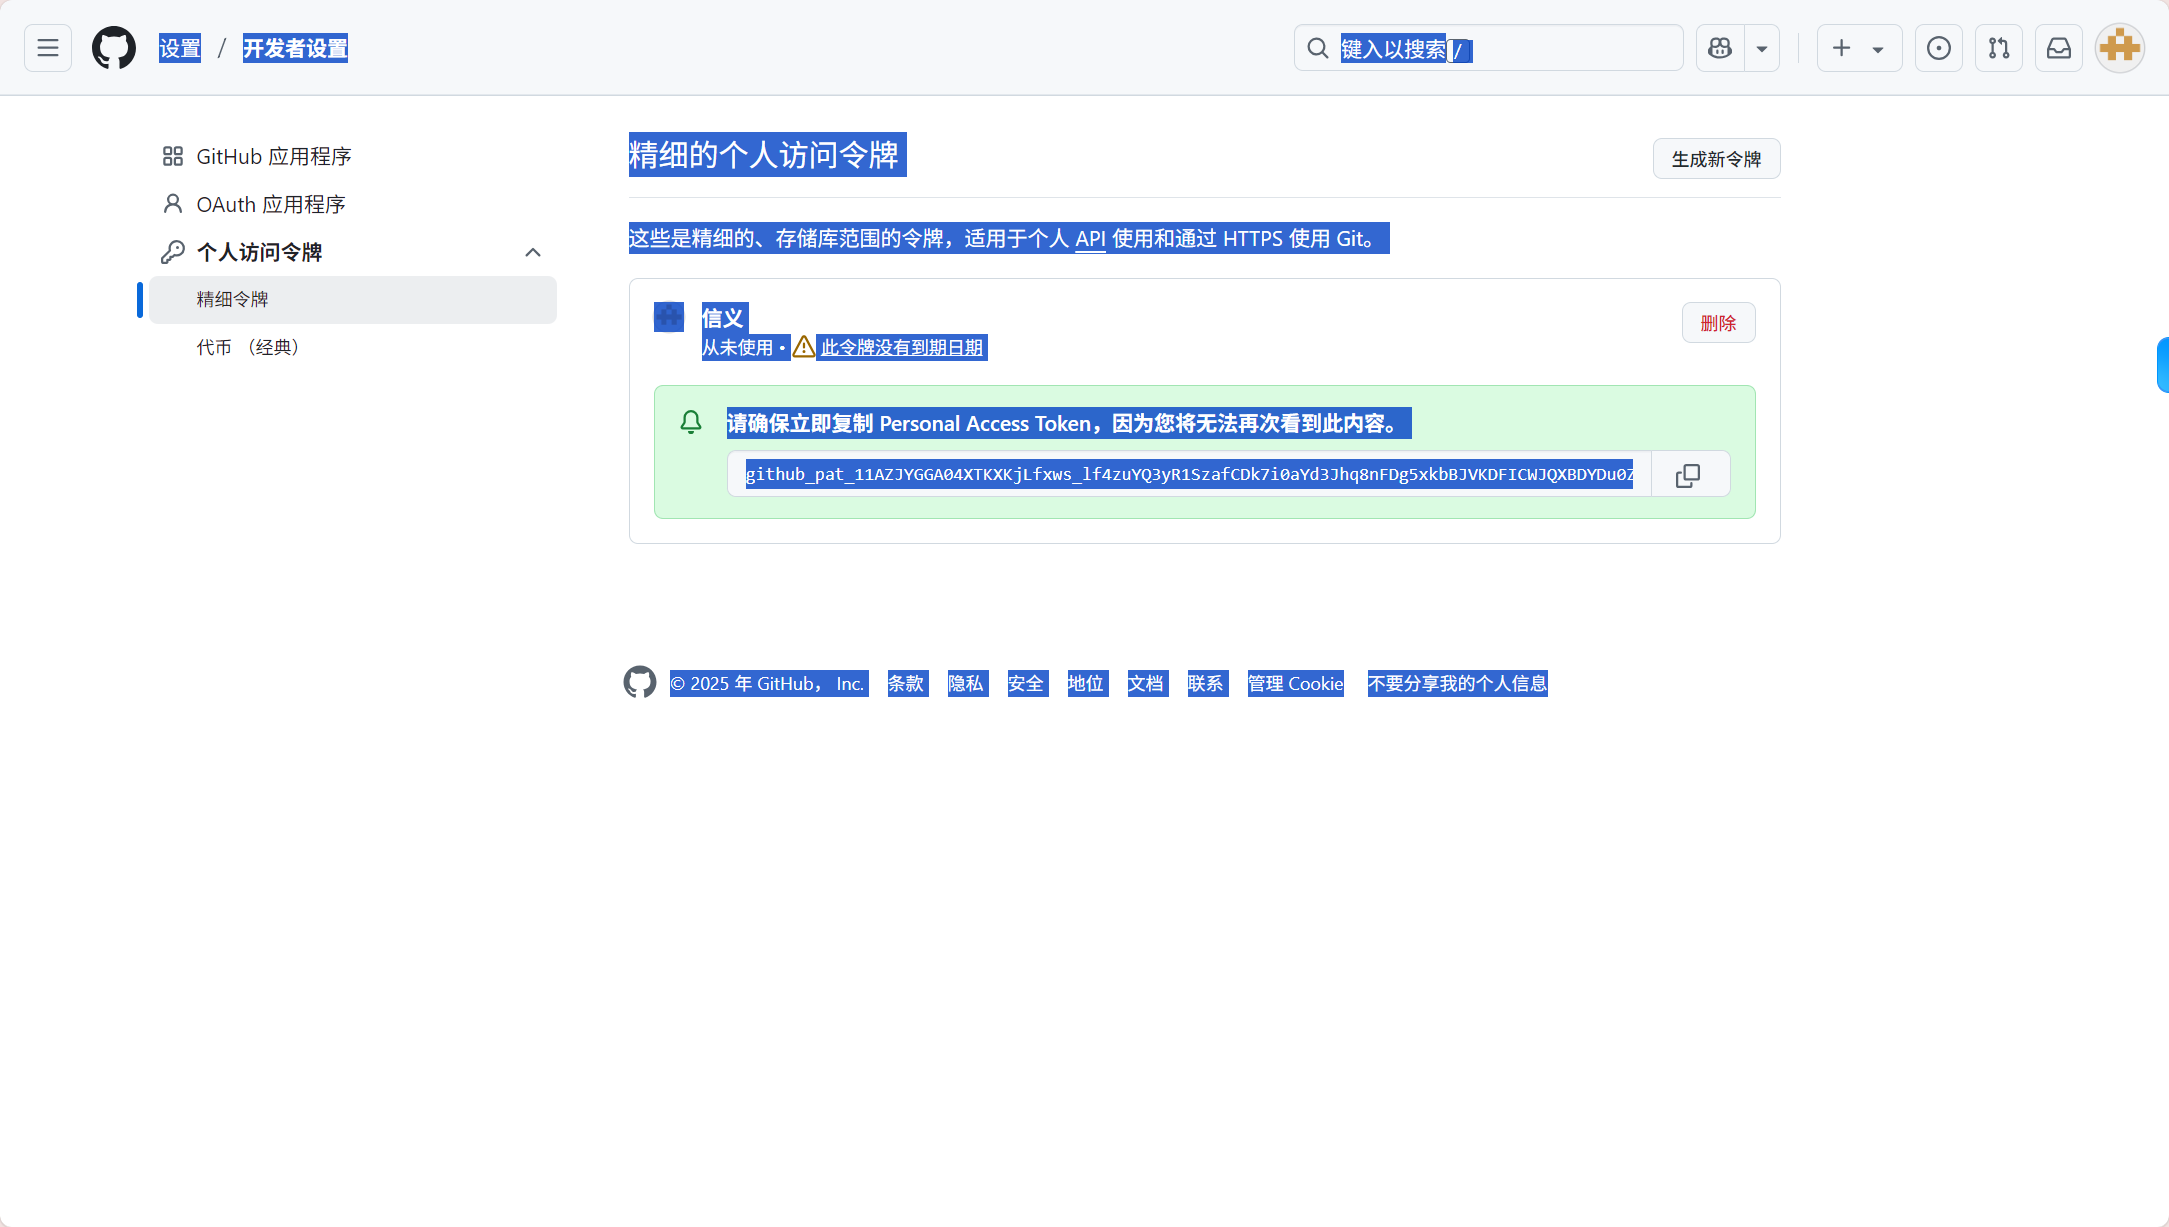 设置 / 开发者设置
键入以搜索 /
GitHub 应用程序
OAuth 应用程序
个人访问令牌
精细令牌
代币 （经典）
精细的个人访问令牌
生成新令牌
这些是精细的、存储库范围的令牌，适用于个人 API 使用和通过 HTTPS 使用 Git。
信义
删除
从未使用 • 此令牌没有到期日期
请确保立即复制 Personal Access Token，因为您将无法再次看到此内容。
github_pat_11AZJYGGA04XTKXKjLfxws_lf4zuYQ3yR1SzafCDk7i0aYd3Jhq8nFDg5xkbBJVKDFICWJQXBDYDu0Z
© 2025 年 GitHub， Inc. 条款 隐私 安全 地位 文档 联系 管理 Cookie 不要分享我的个人信息